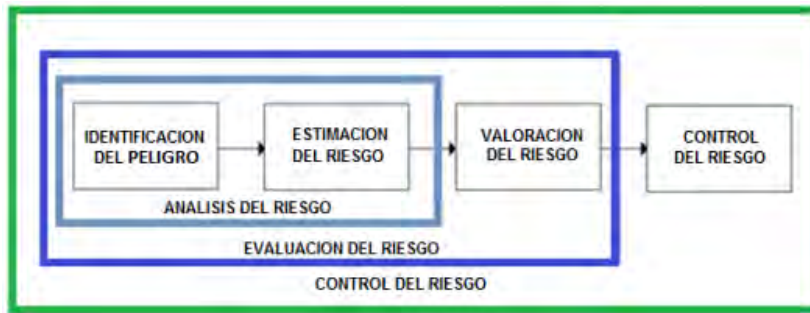 IDENTIFICACION
DEL PELIGRO
ESTIMACION
DEL RIESGO
VALORACION
DEL RIESGO
CONTROL
DEL RIESGO
ANALISIS DEL RIESGO
EVALUACION DEL RIESGO
CONTROL DEL RIESGO